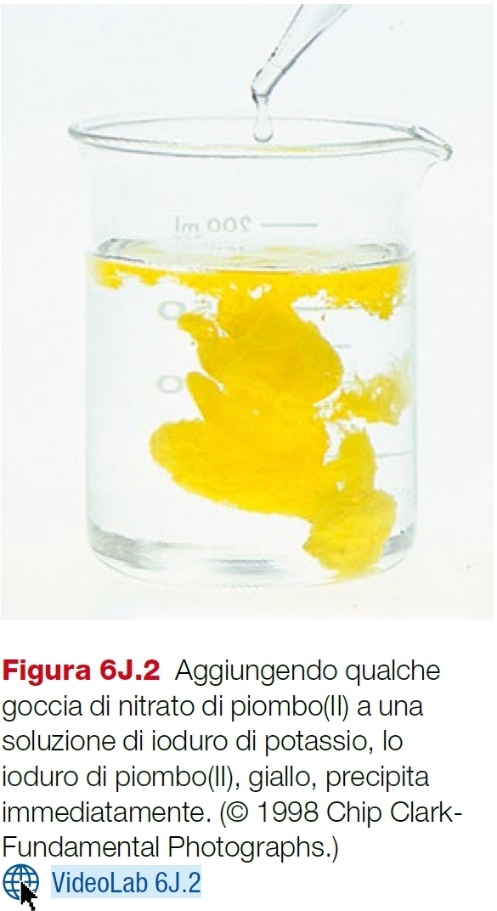 200 ml
50
Figura 6J.2 Aggiungendo qualche
goccia di nitrato di piombo(II) a una
soluzione di ioduro di potassio, lo
ioduro di piombo(II), giallo, precipita
immediatamente. (© 1998 Chip Clark-
Fundamental Photographs.)
VideoLab 6J.2